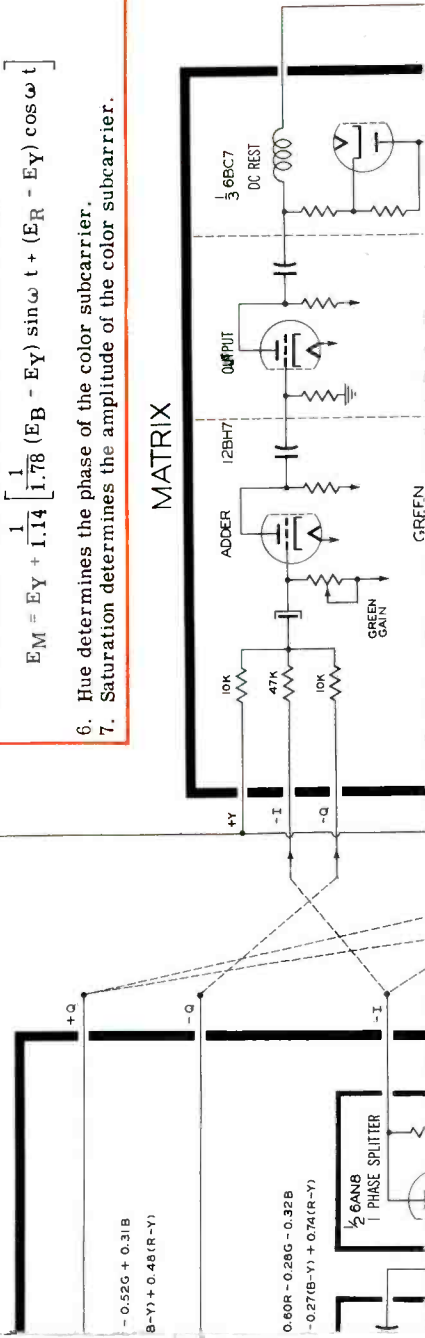 E_M = E_Y + 1/1.14 [ 1/1.78 (E_B - E_Y) sin ω t + (E_R - E_Y) cos ω t ]
6. Hue determines the phase of the color subcarrier.
7. Saturation determines the amplitude of the color subcarrier.
MATRIX
+Y
-I
-Q
10K
47K
10K
GREEN
GAIN
ADDER
12BH7
OUTPUT
1/3 6BC7
DC REST
GREEN
+Q
-Q
-I
- 0.52G + 0.31B
B-Y) + 0.48(R-Y)
0.60R - 0.28G - 0.32B
-0.27(B-Y) + 0.74(R-Y)
1/2 6AN8
I PHASE SPLITTER